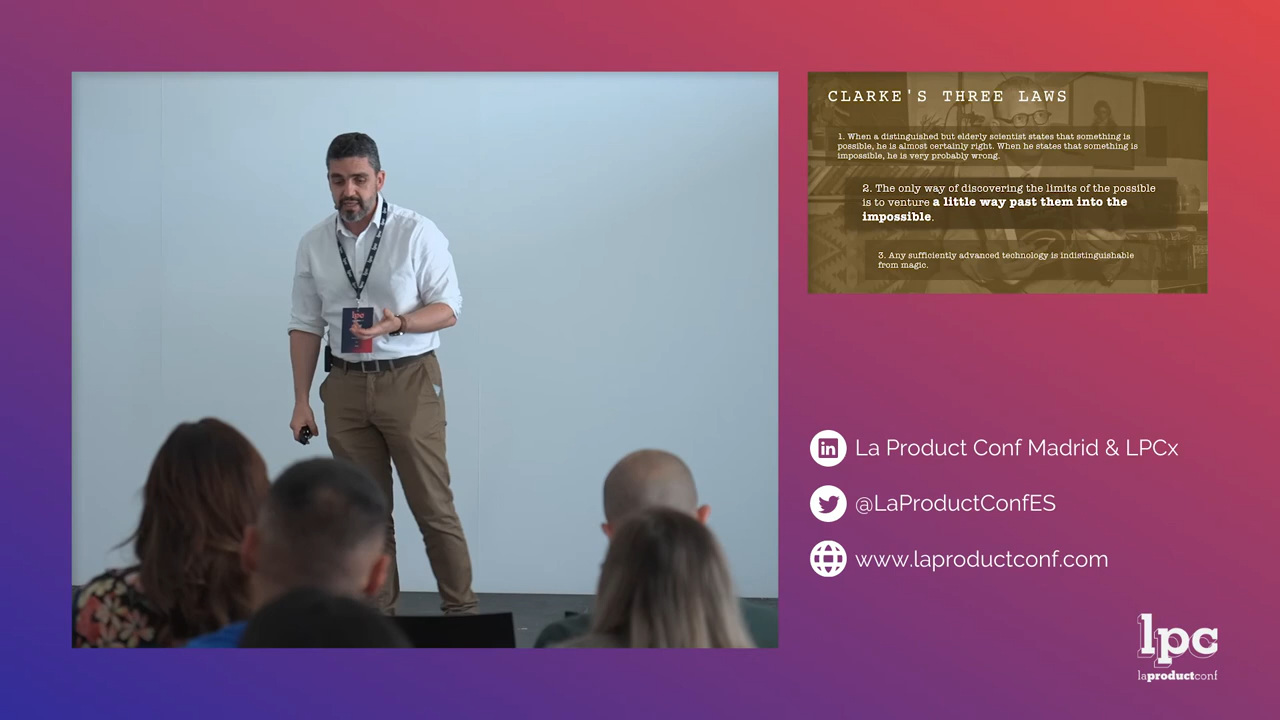 CLARKE'S THREE LAWS
1. When a distinguished but elderly scientist states that something is
possible, he is almost certainly right. When he states that something is
impossible, he is very probably wrong.
2. The only way of discovering the limits of the possible
is to venture a little way past them into the
impossible.
3. Any sufficiently advanced technology is indistinguishable
from magic.
lpc
in La Product Conf Madrid & LPCx
@LaProductConfES
www.laproductconf.com
lpc
laproductconf